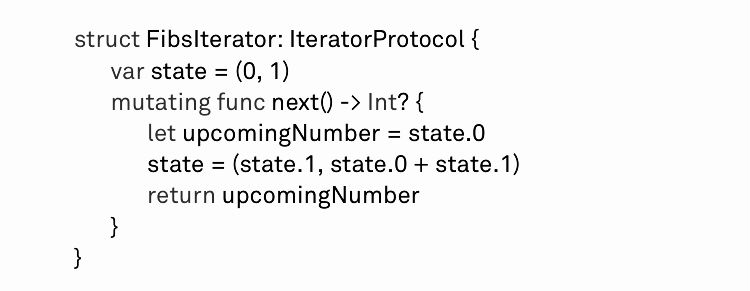 struct FibsIterator: IteratorProtocol {
var state = (0, 1)
mutating func next() -> Int? {
let upcomingNumber = state.0
state = (state.1, state.0 + state.1)
return upcomingNumber
}
}